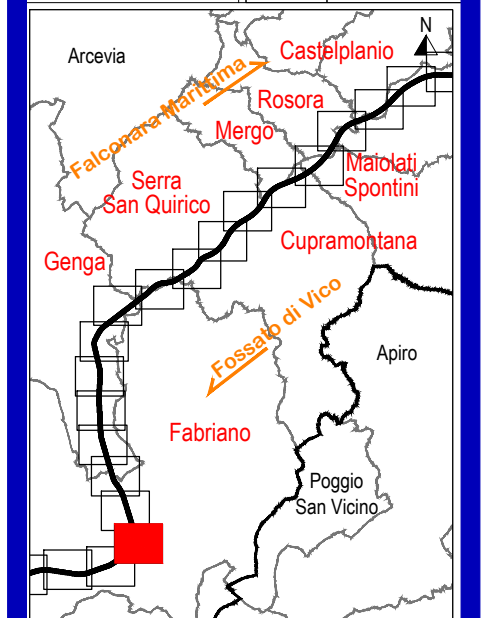 N
Castelplanio
Arcevia
Falconara Marittima
Rosora
Mergo
Maiolati
Spontini
Serra
San Quirico
Cupramontana
Genga
Fossato di Vico
Apiro
Fabriano
Poggio
San Vicino